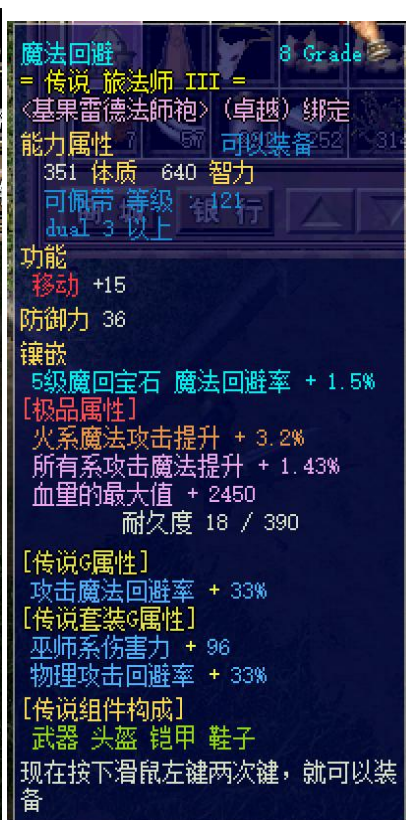 魔法回避 8 Grade
= 传说 旅法师 III =
<基果雷德法師袍> (卓越) 绑定
能力属性 可以装备
351 体质 640 智力
可佩带 等级 : 121
dual 3 以上
银 行
功能
移动 +15
防御力 36
镶嵌
5级魔回宝石 魔法回避率 + 1.5%
[极品属性]
火系魔法攻击提升 + 3.2%
所有系攻击魔法提升 + 1.43%
血量的最大值 + 2450
耐久度 18 / 390
[传说G属性]
攻击魔法回避率 + 33%
[传说套装G属性]
巫师系伤害力 + 96
物理攻击回避率 + 33%
[传说组件构成]
武器 头盔 铠甲 鞋子
现在按下滑鼠左键两次键，就可以装
备